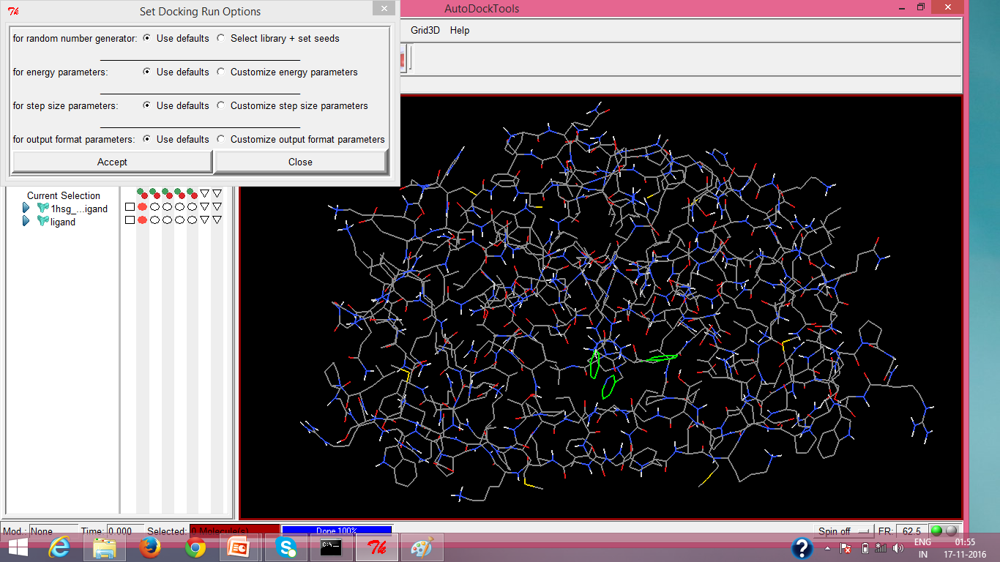 Set Docking Run Options
AutoDockTools
for random number generator: Use defaults Select library + set seeds
for energy parameters: Use defaults Customize energy parameters
for step size parameters: Use defaults Customize step size parameters
for output format parameters: Use defaults Customize output format parameters
Accept Close
Grid3D Help
Current Selection
1hsg_...igand
ligand
Mod.: None Time: 0.000 Selected: 0 Molecule(s) Done 100% Spin off FR: 62.5
C:\_
ENG 01:55
IN 17-11-2016